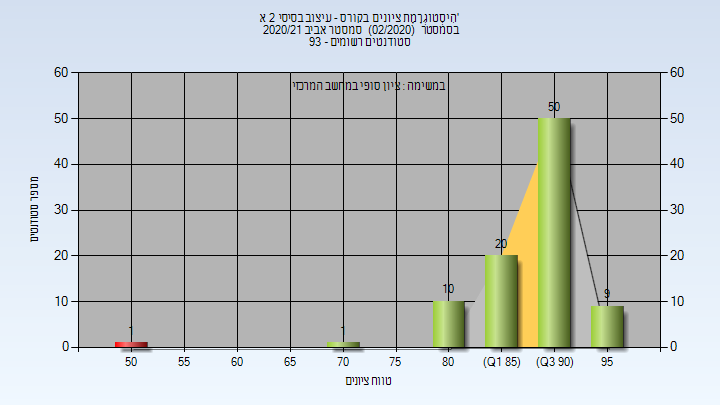 היסטוגרמת ציונים בקורס - עיצוב בסיסי 2 א'
בסמסטר (02/2020) סמסטר אביב 2020/21
סטודנטים רשומים - 93
במשימה : ציון סופי במחשב המרכזי
60 60
50 50
40 40
30 30
20 20
10 10
0 0
מספר סטודנטים
1 1 10 20 50 9
50 55 60 65 70 75 80 (Q1 85) (Q3 90) 95
טווח ציונים